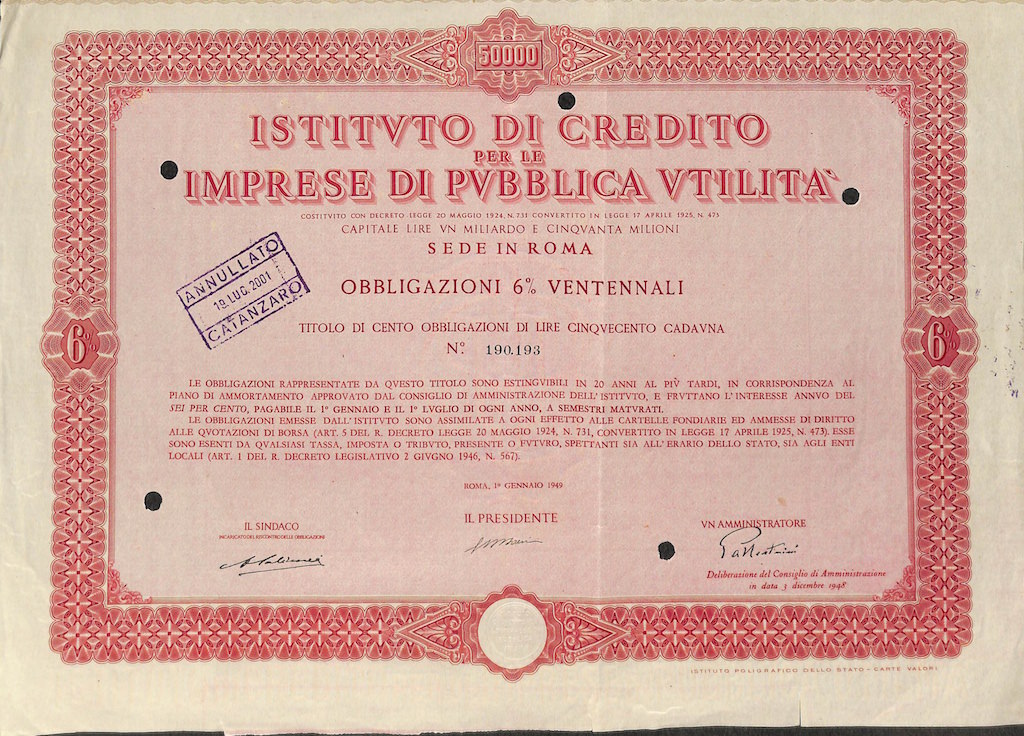 50000
ISTITVTO DI CREDITO
PER LE
IMPRESE DI PVBBLICA VTILITA'
COSTITVITO CON DECRETO LEGGE 20 MAGGIO 1924, N. 731 CONVERTITO IN LEGGE 17 APRILE 1925, N. 473
CAPITALE LIRE VN MILIARDO E CINQVANTA MILIONI
SEDE IN ROMA
ANNULLATO
18 LUG. 2001
CATANZARO
OBBLIGAZIONI 6% VENTENNALI
TITOLO DI CENTO OBBLIGAZIONI DI LIRE CINQVECENTO CADAVNA
N.° 190.193
6%
6%
LE OBBLIGAZIONI RAPPRESENTATE DA QVESTO TITOLO SONO ESTINGVIBILI IN 20 ANNI AL PIÙ TARDI, IN CORRISPONDENZA AL
PIANO DI AMMORTAMENTO APPROVATO DAL CONSIGLIO DI AMMINISTRAZIONE DELL'ISTITVTO, E FRVTTANO L'INTERESSE ANNVO DEL
SEI PER CENTO, PAGABILE IL 1° GENNAIO E IL 1° LVGLIO DI OGNI ANNO, A SEMESTRI MATVRATI.
LE OBBLIGAZIONI EMESSE DALL'ISTITVTO SONO ASSIMILATE A OGNI EFFETTO ALLE CARTELLE FONDIARIE ED AMMESSE DI DIRITTO
ALLE QVOTAZIONI DI BORSA (ART. 5 DEL R. DECRETO LEGGE 20 MAGGIO 1924, N. 731, CONVERTITO IN LEGGE 17 APRILE 1925, N. 473). ESSE
SONO ESENTI DA QVALSIASI TASSA, IMPOSTA O TRIBVTO, PRESENTE O FVTVRO, SPETTANTI SIA ALL'ERARIO DELLO STATO, SIA AGLI ENTI
LOCALI (ART. 1 DEL R. DECRETO LEGISLATIVO 2 GIVGNO 1946, N. 567).
ROMA, 1° GENNAIO 1949
IL SINDACO
INCARICATO DEL RISCONTRO DELLE OBBLIGAZIONI
IL PRESIDENTE
VN AMMINISTRATORE
Deliberazione del Consiglio di Amministrazione
in data 3 dicembre 1948
ISTITUTO POLIGRAFICO DELLO STATO - CARTE VALORI